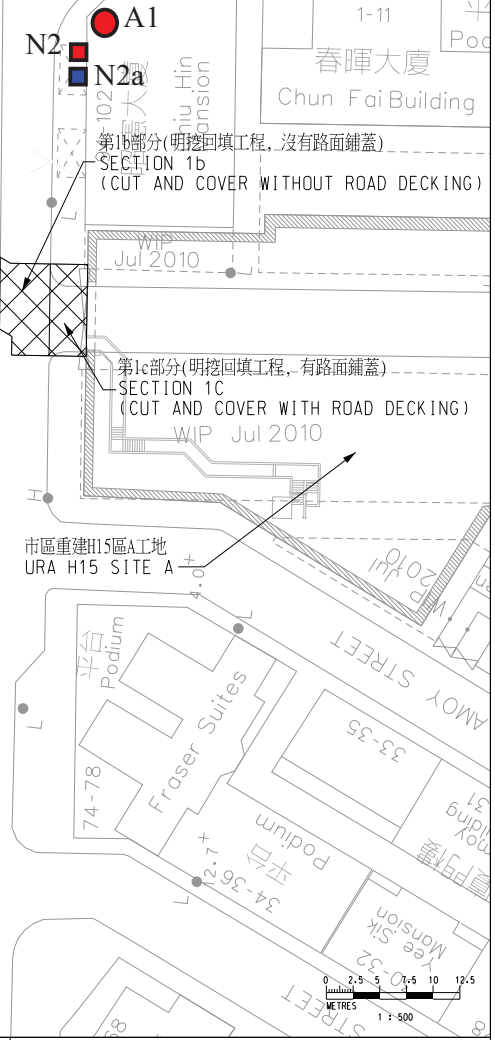 A1
N2
N2a
1-11
春暉大廈
Chun Fai Building
第1b部分(明挖回填工程, 沒有路面鋪蓋)
SECTION 1b
(CUT AND COVER WITHOUT ROAD DECKING)
WIP
Jul 2010
第1c部分(明挖回填工程, 有路面鋪蓋)
SECTION 1C
(CUT AND COVER WITH ROAD DECKING)
WIP Jul 2010
市區重建H15區A工地
URA H15 SITE A
4.0+
H
L
L
L
L
L
L
Jul
2010
AMOY STREET
平台
Podium
Fraser Suites
74-78
33-35
31
平台
Podium
34-36
12.7+
Yee Sik
Mansion
STREET
0 2.5 5 7.5 10 12.5
METRES
1 : 500